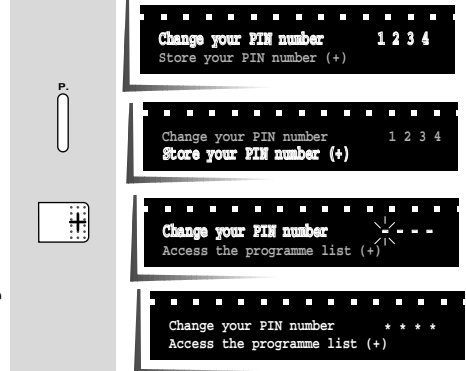 Change your PIN number 1 2 3 4
Store your PIN number (+)
P.
Change your PIN number 1 2 3 4
Store your PIN number (+)
+
Change your PIN number - - - -
Access the programme list (+)
Change your PIN number * * * *
Access the programme list (+)